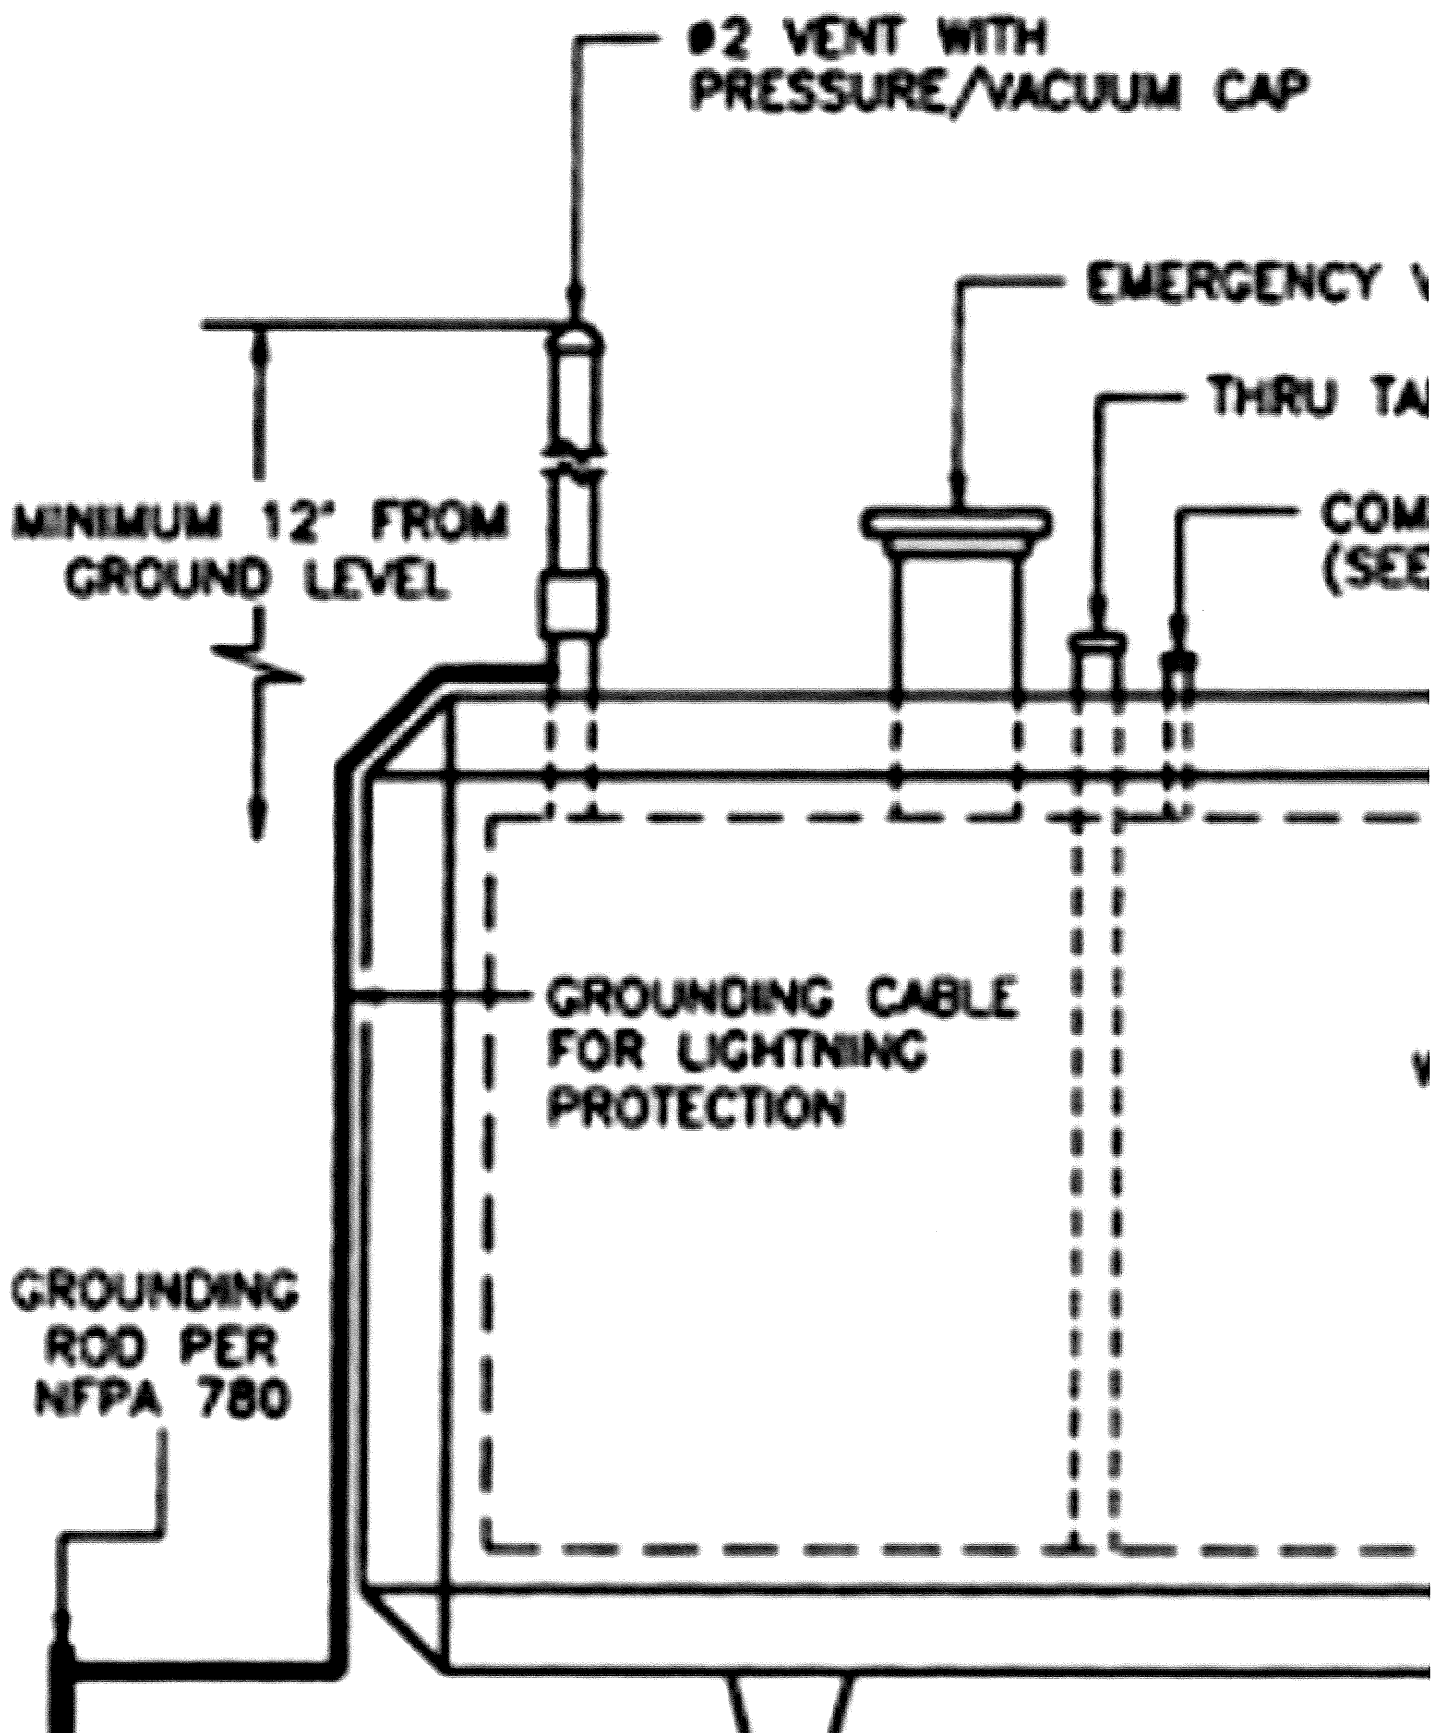 ø2 VENT WITH
PRESSURE/VACUUM CAP
EMERGENCY
THRU
MINIMUM 12' FROM
GROUND LEVEL
(SEE
GROUNDING CABLE
FOR LIGHTNING
PROTECTION
GROUNDING
ROD PER
NFPA 780